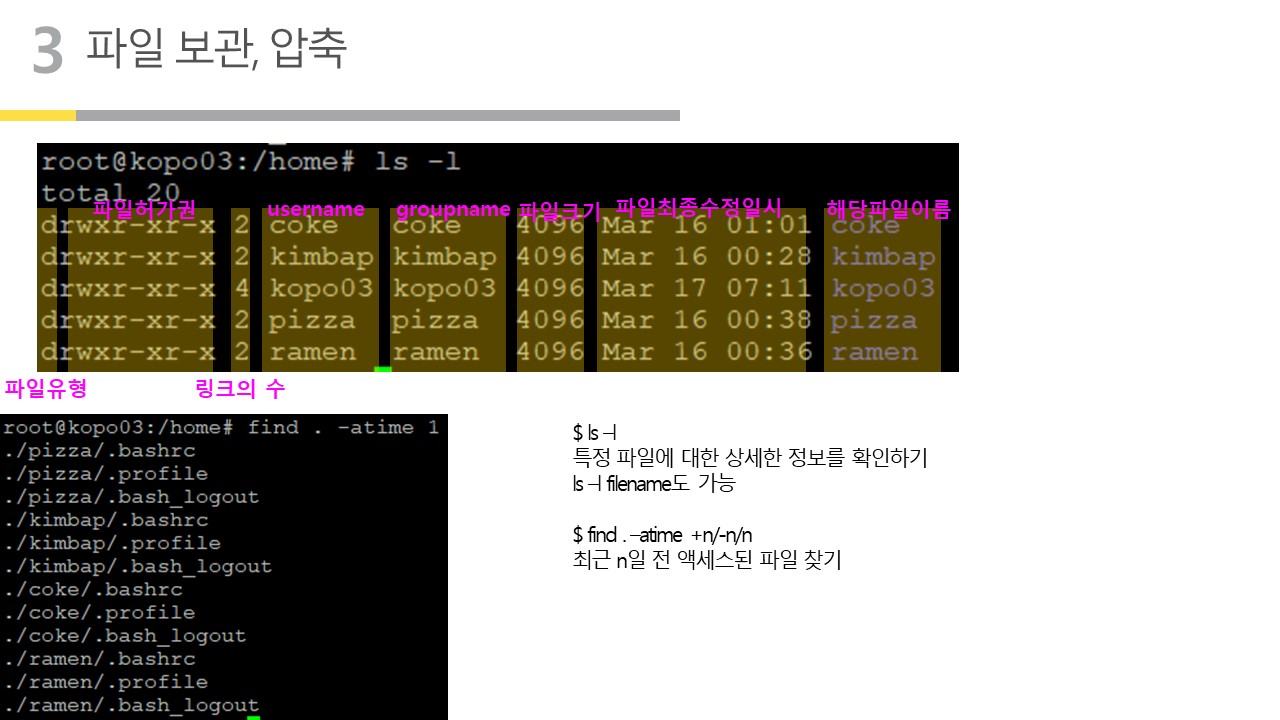 3 파일 보관, 압축
root@kopo03:/home# ls -l
total 20
파일허가권 username groupname 파일크기 파일최종수정일시 해당파일이름
drwxr-xr-x 2 coke coke 4096 Mar 16 01:01 coke
drwxr-xr-x 2 kimbap kimbap 4096 Mar 16 00:28 kimbap
drwxr-xr-x 4 kopo03 kopo03 4096 Mar 17 07:11 kopo03
drwxr-xr-x 2 pizza pizza 4096 Mar 16 00:38 pizza
drwxr-xr-x 2 ramen ramen 4096 Mar 16 00:36 ramen
파일유형 링크의 수
root@kopo03:/home# find . -atime 1
./pizza/.bashrc
./pizza/.profile
./pizza/.bash_logout
./kimbap/.bashrc
./kimbap/.profile
./kimbap/.bash_logout
./coke/.bashrc
./coke/.profile
./coke/.bash_logout
./ramen/.bashrc
./ramen/.profile
./ramen/.bash_logout
$ ls –l
특정 파일에 대한 상세한 정보를 확인하기
ls –l filename도 가능
$ find . –atime +n/-n/n
최근 n일 전 액세스된 파일 찾기